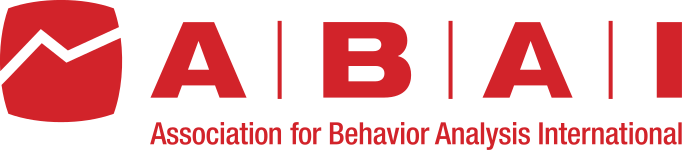 A|B|A|I
Association for Behavior Analysis International